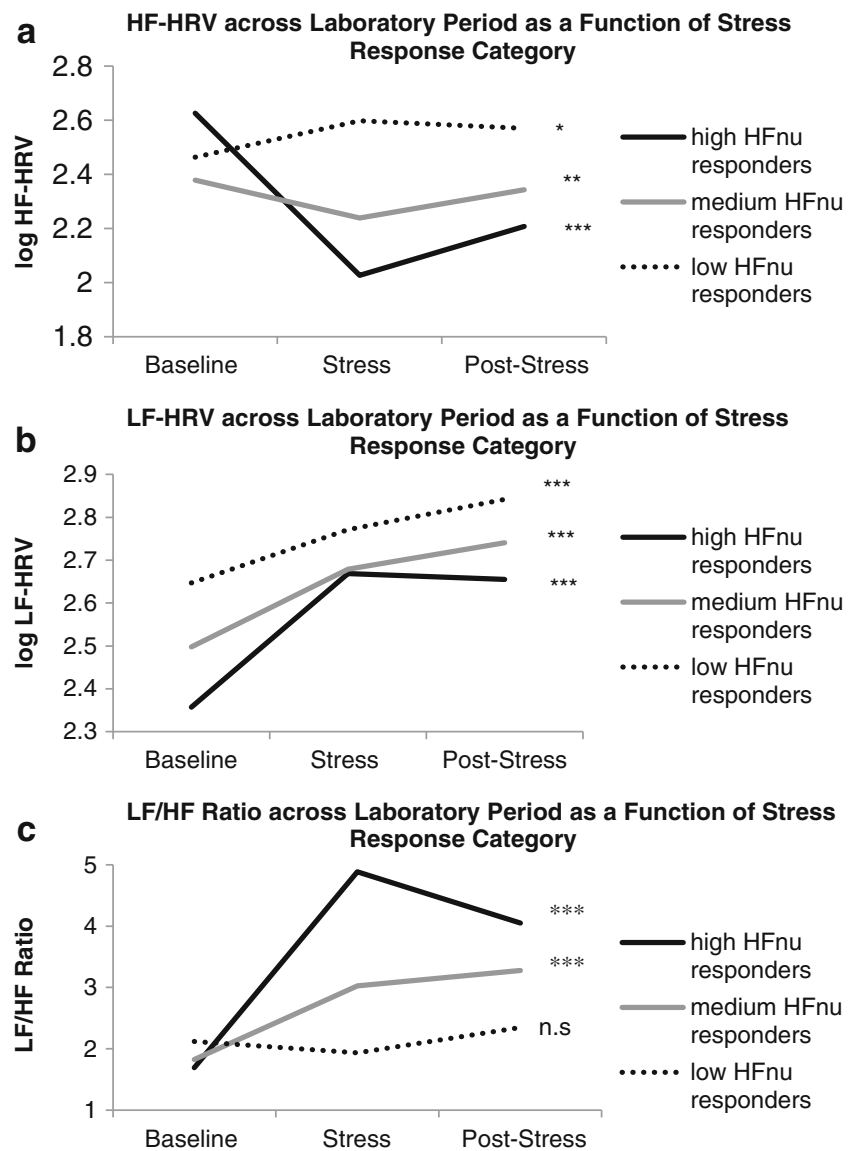 a
HF-HRV across Laboratory Period as a Function of Stress
Response Category
log HF-HRV
2.8
2.6
2.4
2.2
2
1.8
Baseline
Stress
Post-Stress
*
**
***
high HFnu
responders
medium HFnu
responders
low HFnu
responders
b
LF-HRV across Laboratory Period as a Function of Stress
Response Category
log LF-HRV
2.9
2.8
2.7
2.6
2.5
2.4
2.3
Baseline
Stress
Post-Stress
***
***
***
high HFnu
responders
medium HFnu
responders
low HFnu
responders
c
LF/HF Ratio across Laboratory Period as a Function of Stress
Response Category
LF/HF Ratio
5
4
3
2
1
Baseline
Stress
Post-Stress
***
***
n.s
high HFnu
responders
medium HFnu
responders
low HFnu
responders